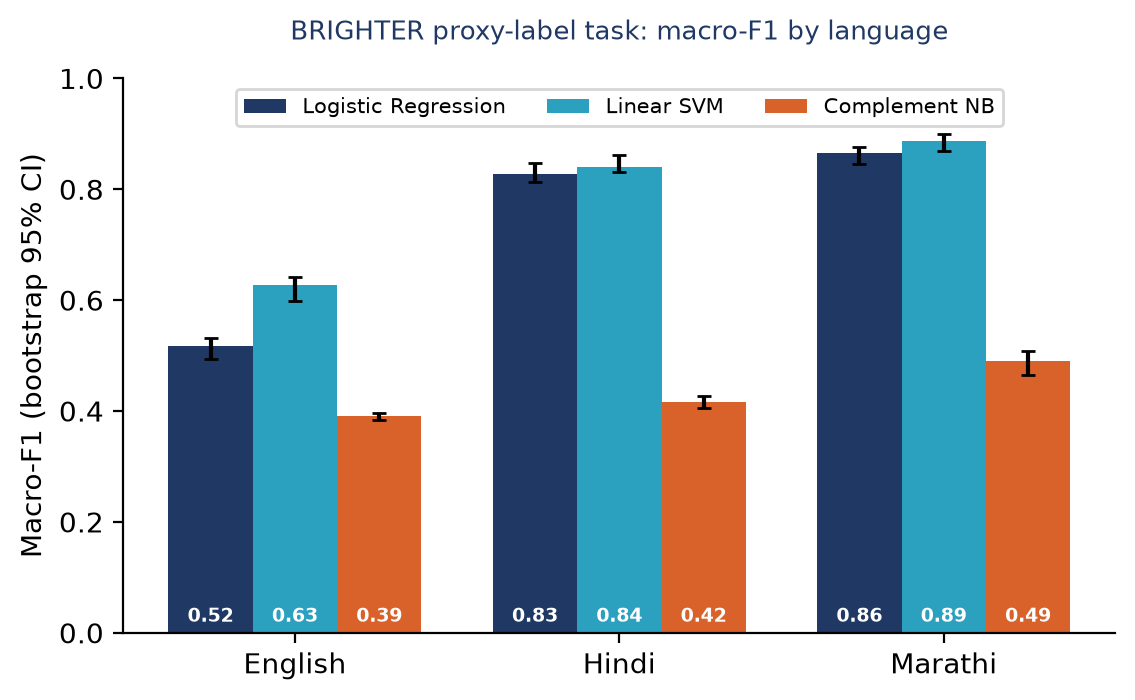 BRIGHTER proxy-label task: macro-F1 by language
Logistic Regression Linear SVM Complement NB
Macro-F1 (bootstrap 95% CI)
1.0
0.8
0.6
0.4
0.2
0.0
0.52 0.63 0.39 0.83 0.84 0.42 0.86 0.89 0.49
English Hindi Marathi